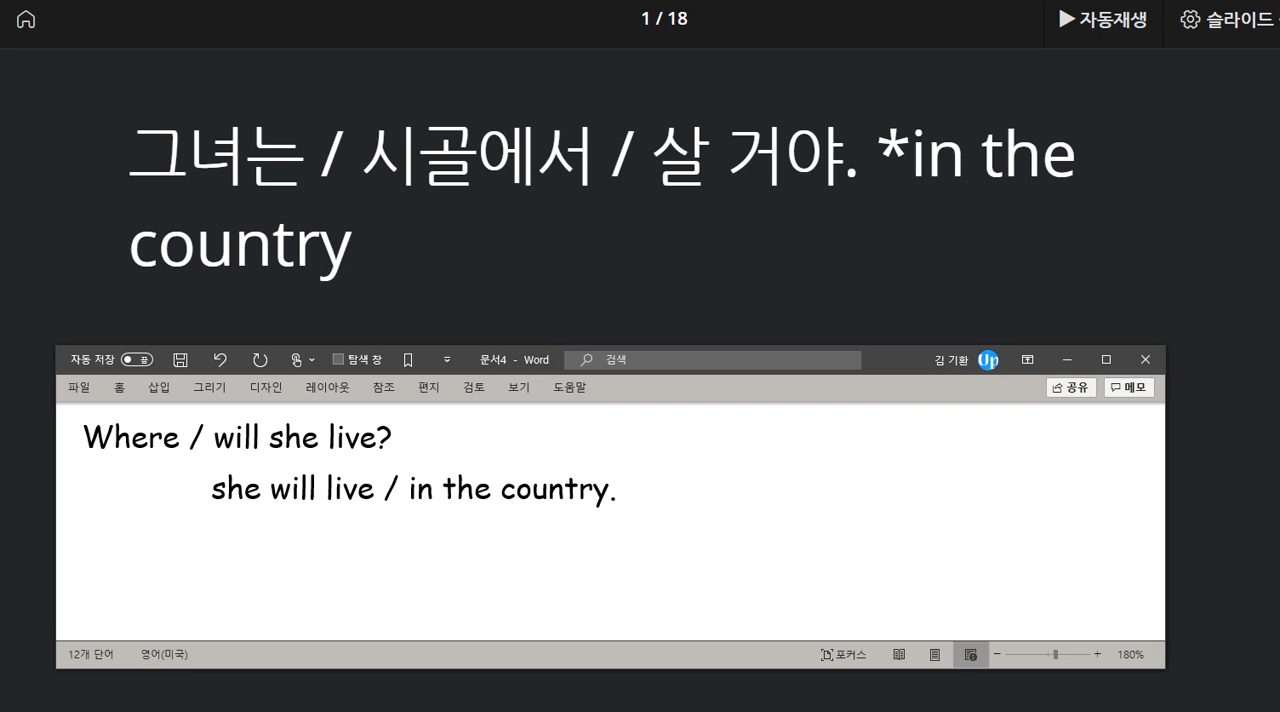 1 / 18
▶ 자동재생
슬라이드
그녀는 / 시골에서 / 살 거야. *in the
country
자동 저장 끔 탐색 창 문서4 - Word 검색 김 기환 Up
파일 홈 삽입 그리기 디자인 레이아웃 참조 편지 검토 보기 도움말 공유 메모
Where / will she live?
she will live / in the country.
12개 단어 영어(미국) 포커스 - + 180%